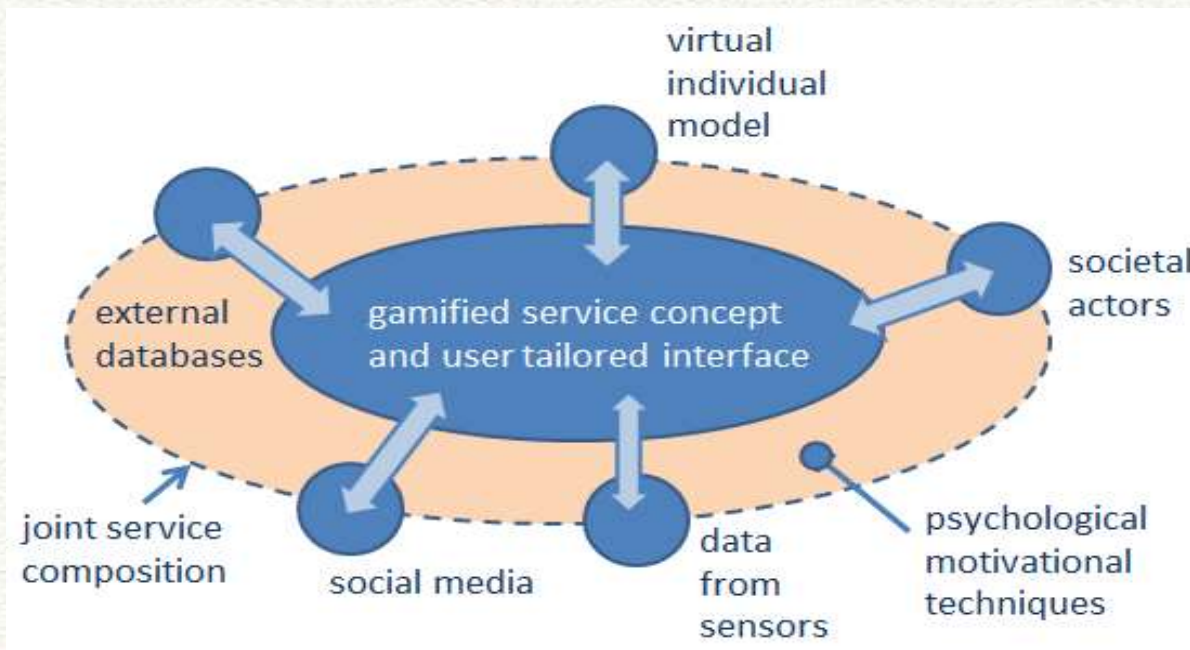 virtual
individual
model
societal
actors
external
databases
gamified service concept
and user tailored interface
joint service
composition
social media
data
from
sensors
psychological
motivational
techniques